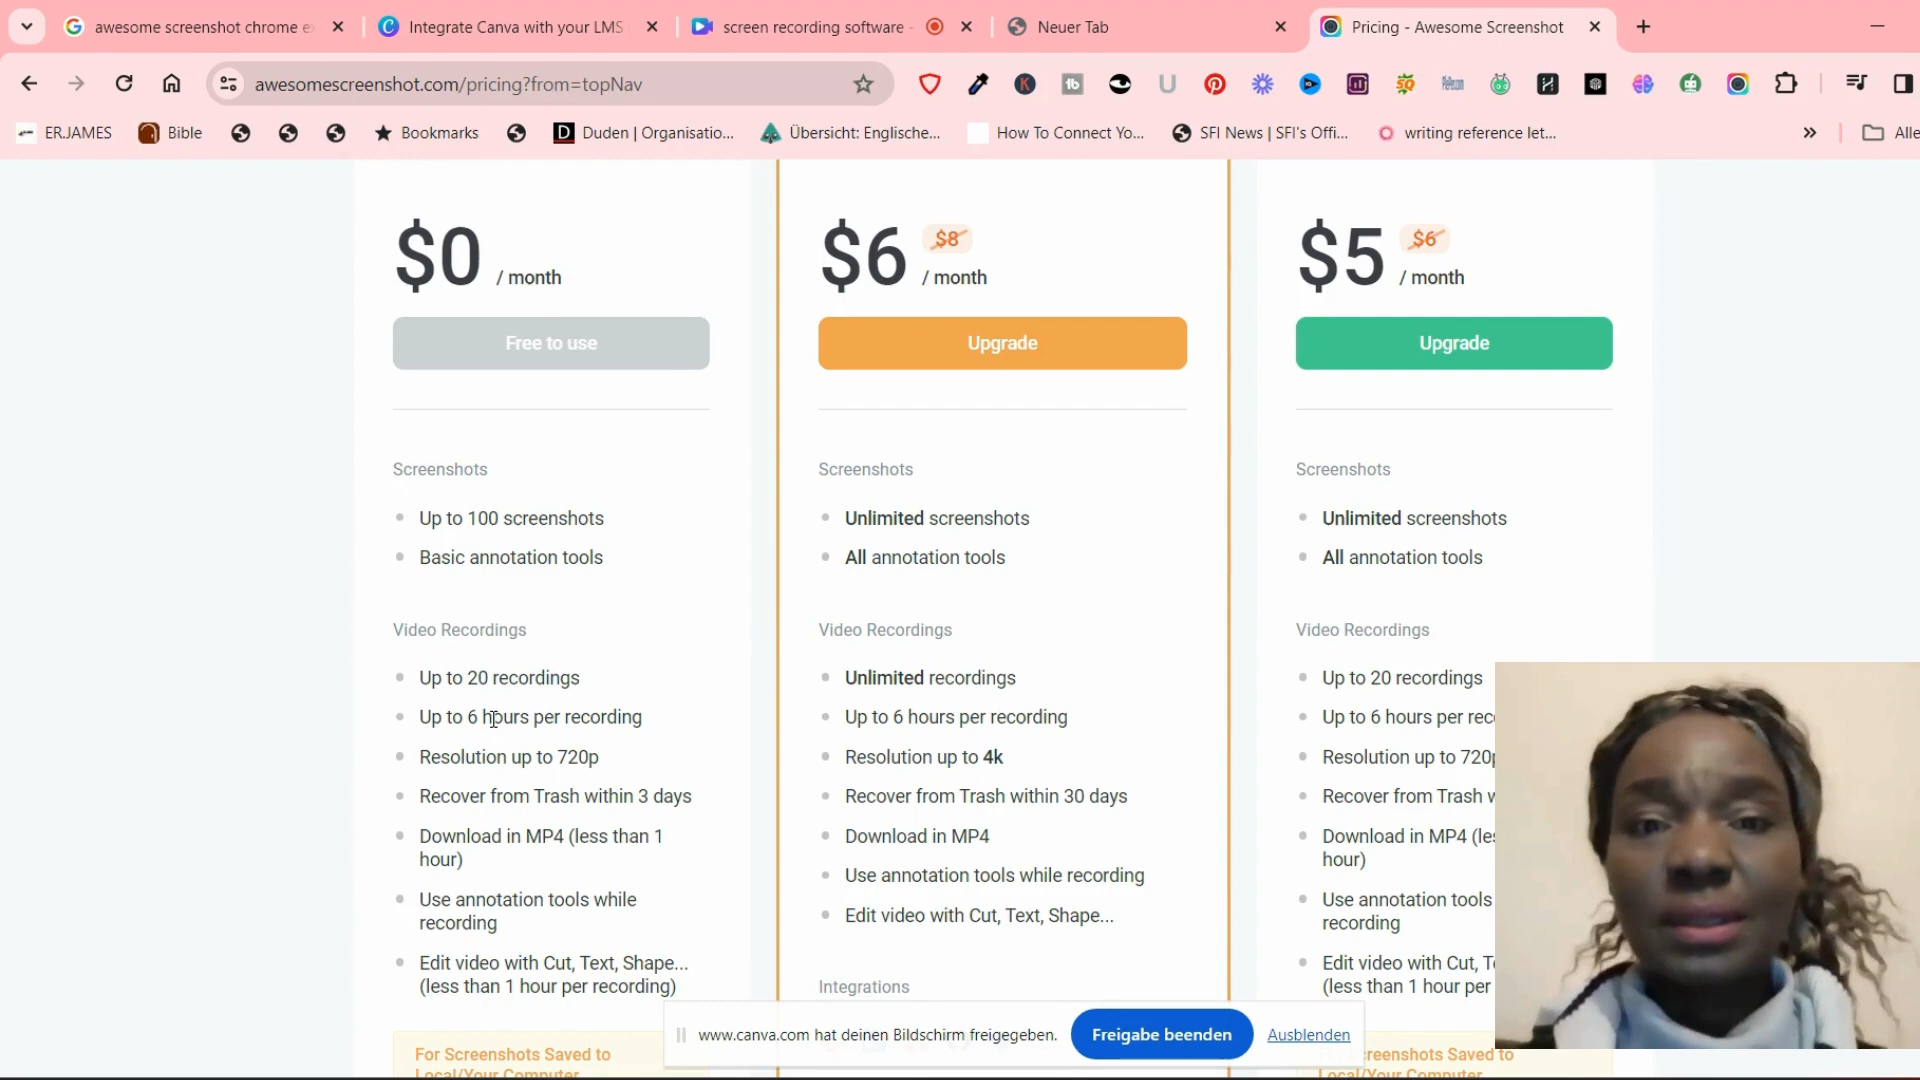 awesome screenshot chrome e
Integrate Canva with your LMS
screen recording software -
Neuer Tab
Pricing - Awesome Screenshot
awesomescreenshot.com/pricing?from=topNav
ER.JAMES
Bible
Bookmarks
Duden | Organisatio...
Übersicht: Englische...
How To Connect Yo...
SFI News | SFI's Offi...
writing reference let...
»
Alle
$0 / month
$6 $8 / month
$5 $6 / month
Free to use
Upgrade
Upgrade
Screenshots
Up to 100 screenshots
Basic annotation tools
Video Recordings
Up to 20 recordings
Up to 6 hours per recording
Resolution up to 720p
Recover from Trash within 3 days
Download in MP4 (less than 1
hour)
Use annotation tools while
recording
Edit video with Cut, Text, Shape...
(less than 1 hour per recording)
For Screenshots Saved to
Local/Your Computer
Screenshots
Unlimited screenshots
All annotation tools
Video Recordings
Unlimited recordings
Up to 6 hours per recording
Resolution up to 4k
Recover from Trash within 30 days
Download in MP4
Use annotation tools while recording
Edit video with Cut, Text, Shape...
Integrations
Screenshots
Unlimited screenshots
All annotation tools
Video Recordings
Up to 20 recordings
Up to 6 hours per rec
Resolution up to 720p
Recover from Trash w
Download in MP4 (les
hour)
Use annotation tools
recording
Edit video with Cut, T
(less than 1 hour per
reenshots Saved to
Local/Your Computer
www.canva.com hat deinen Bildschirm freigegeben.
Freigabe beenden
Ausblenden